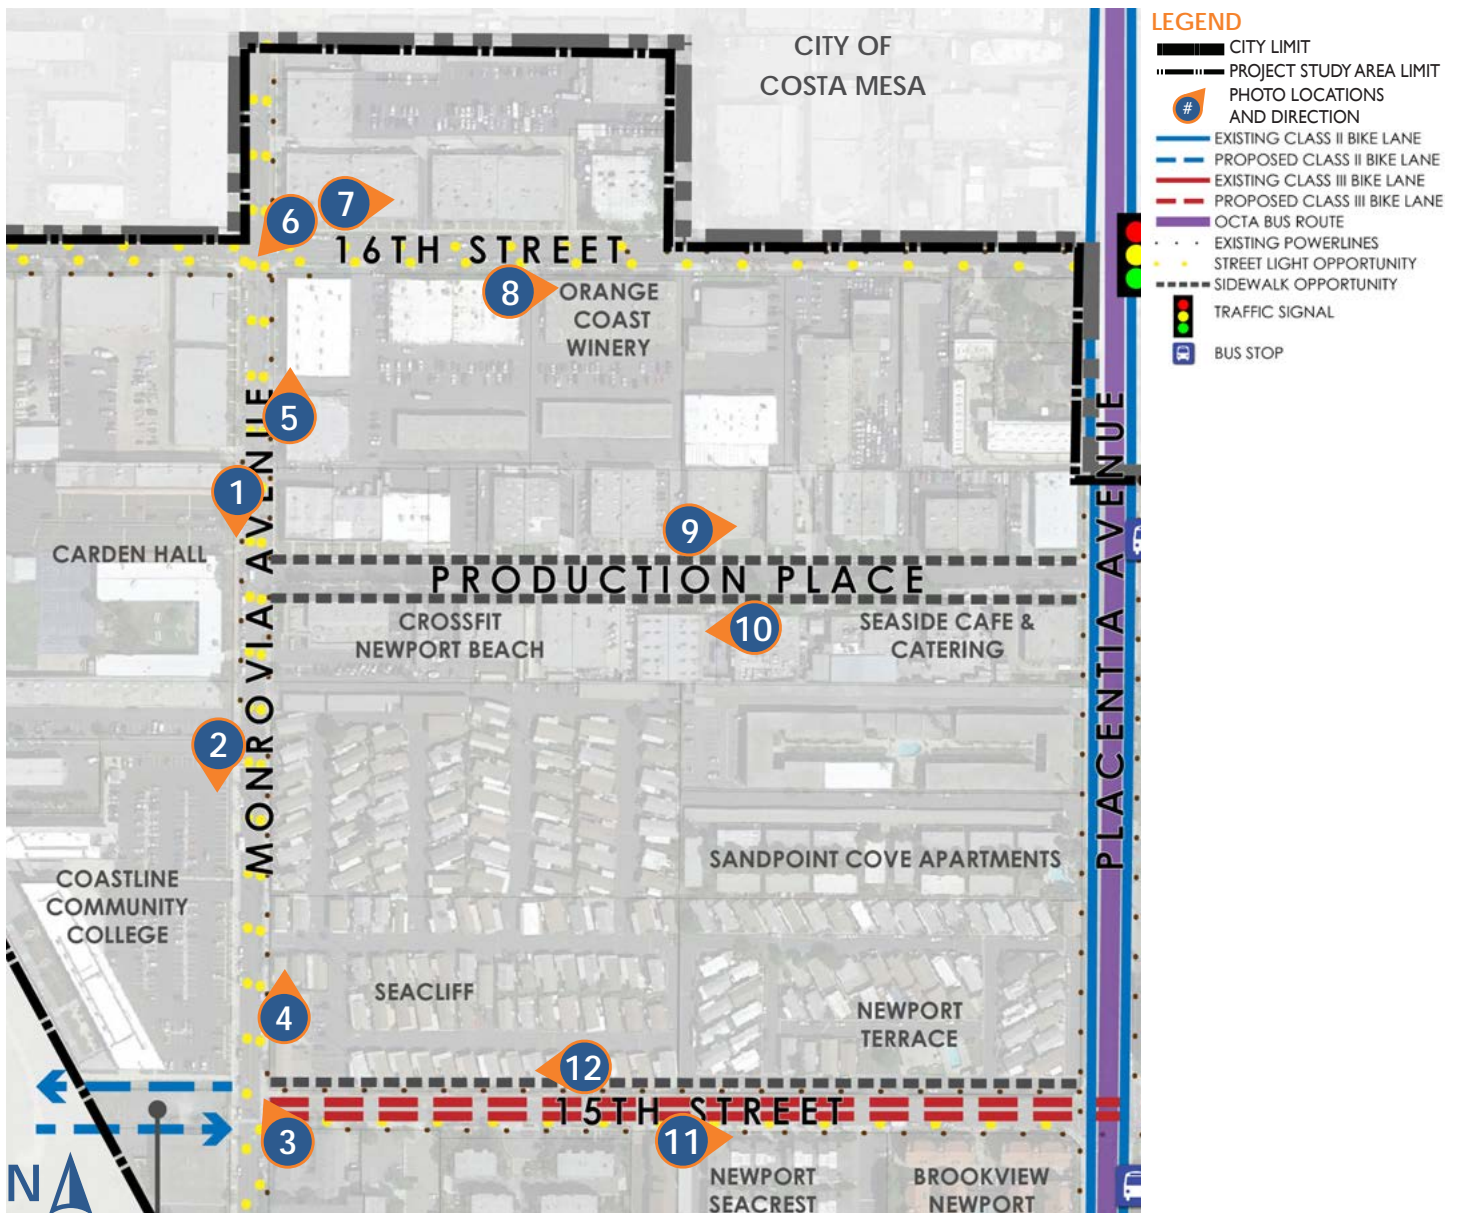 LEGEND
CITY LIMIT
PROJECT STUDY AREA LIMIT
#
PHOTO LOCATIONS
AND DIRECTION
EXISTING CLASS II BIKE LANE
PROPOSED CLASS II BIKE LANE
EXISTING CLASS III BIKE LANE
PROPOSED CLASS III BIKE LANE
OCTA BUS ROUTE
EXISTING POWERLINES
STREET LIGHT OPPORTUNITY
SIDEWALK OPPORTUNITY
TRAFFIC SIGNAL
BUS STOP
CITY OF
COSTA MESA
7
6
16TH STREET
8
ORANGE
COAST
WINERY
5
1
9
CARDEN HALL
MONROVIA AVENUE
PRODUCTION PLACE
PLACENTIA AVENUE
CROSSFIT
NEWPORT BEACH
10
SEASIDE CAFE &
CATERING
2
SANDPOINT COVE APARTMENTS
COASTLINE
COMMUNITY
COLLEGE
SEACLIFF
4
NEWPORT
TERRACE
12
15TH STREET
3
11
N
NEWPORT
SEACREST
BROOKVIEW
NEWPORT